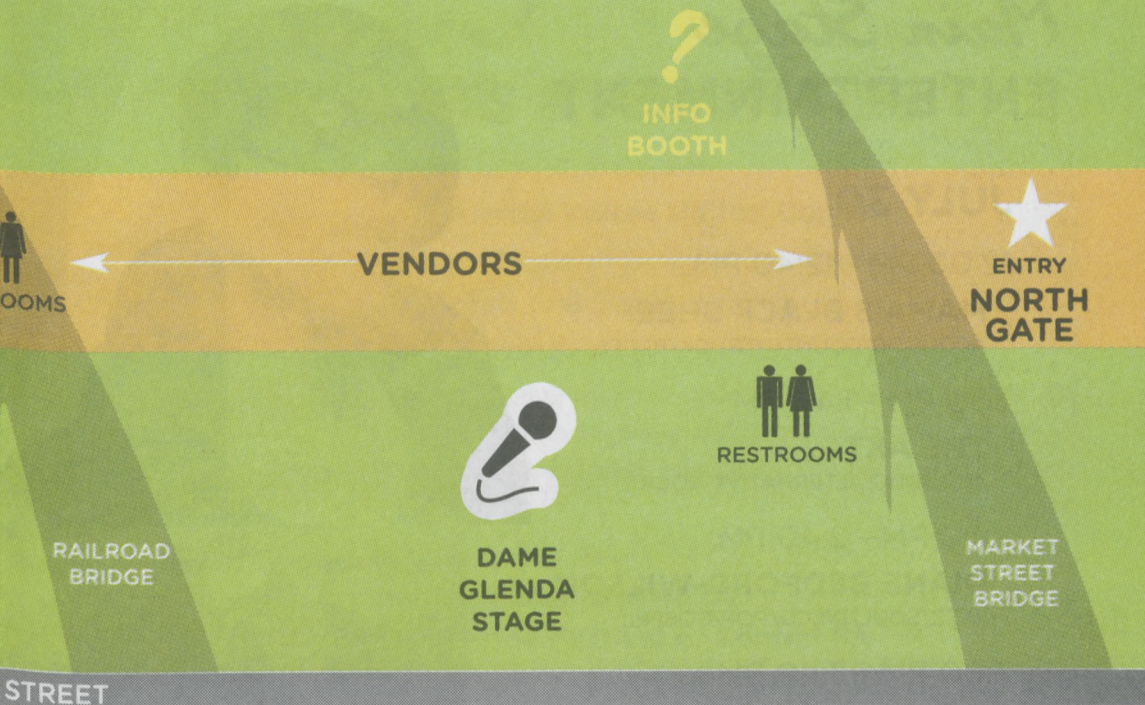 INFO
BOOTH
VENDORS
ENTRY
NORTH
GATE
OOMS
RESTROOMS
DAME
GLENDA
STAGE
RAILROAD
BRIDGE
MARKET
STREET
BRIDGE
STREET